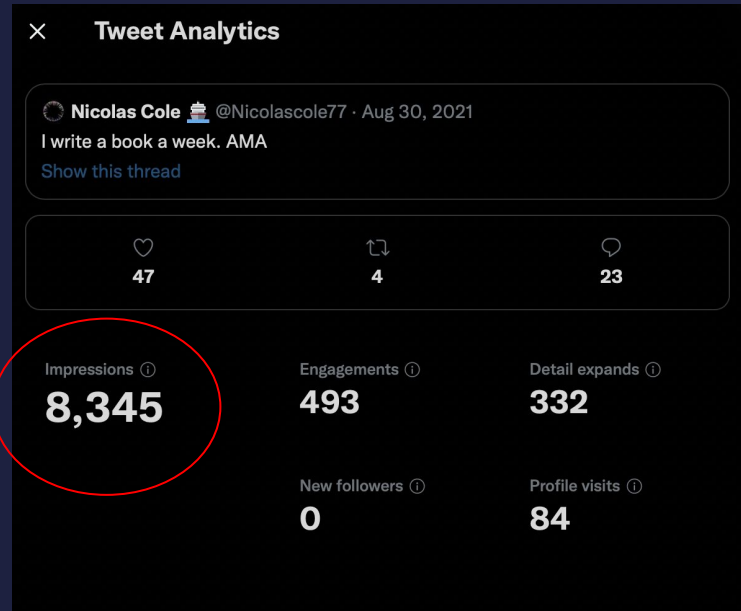 Tweet Analytics
Nicolas Cole 🚢 @Nicolascole77 · Aug 30, 2021
I write a book a week. AMA
Show this thread
47 4 23
Impressions Engagements Detail expands
8,345 493 332
New followers Profile visits
0 84